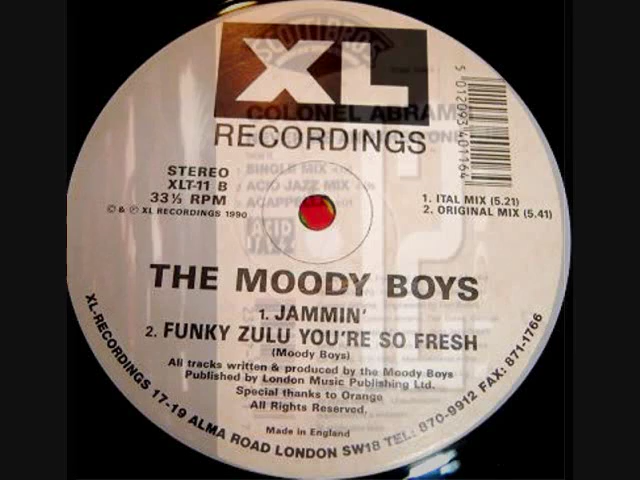 XL
RECORDINGS
COLONEL ABRAM
STEREO
XLT-11 B
33⅓ RPM
℗ & © XL RECORDINGS 1990
SINGLE MIX
ACID JAZZ MIX
ACAPPELLA
ACID
JAZZ
5 012093 401164
1. ITAL MIX (5.21)
2. ORIGINAL MIX (5.41)
THE MOODY BOYS
1. JAMMIN'
2. FUNKY ZULU YOU'RE SO FRESH
(Moody Boys)
All tracks written & produced by the Moody Boys
Published by London Music Publishing Ltd.
Special thanks to Orange
All Rights Reserved.
Made in England
XL-RECORDINGS 17-19 ALMA ROAD LONDON SW18 TEL: 870-9912 FAX: 871-1766